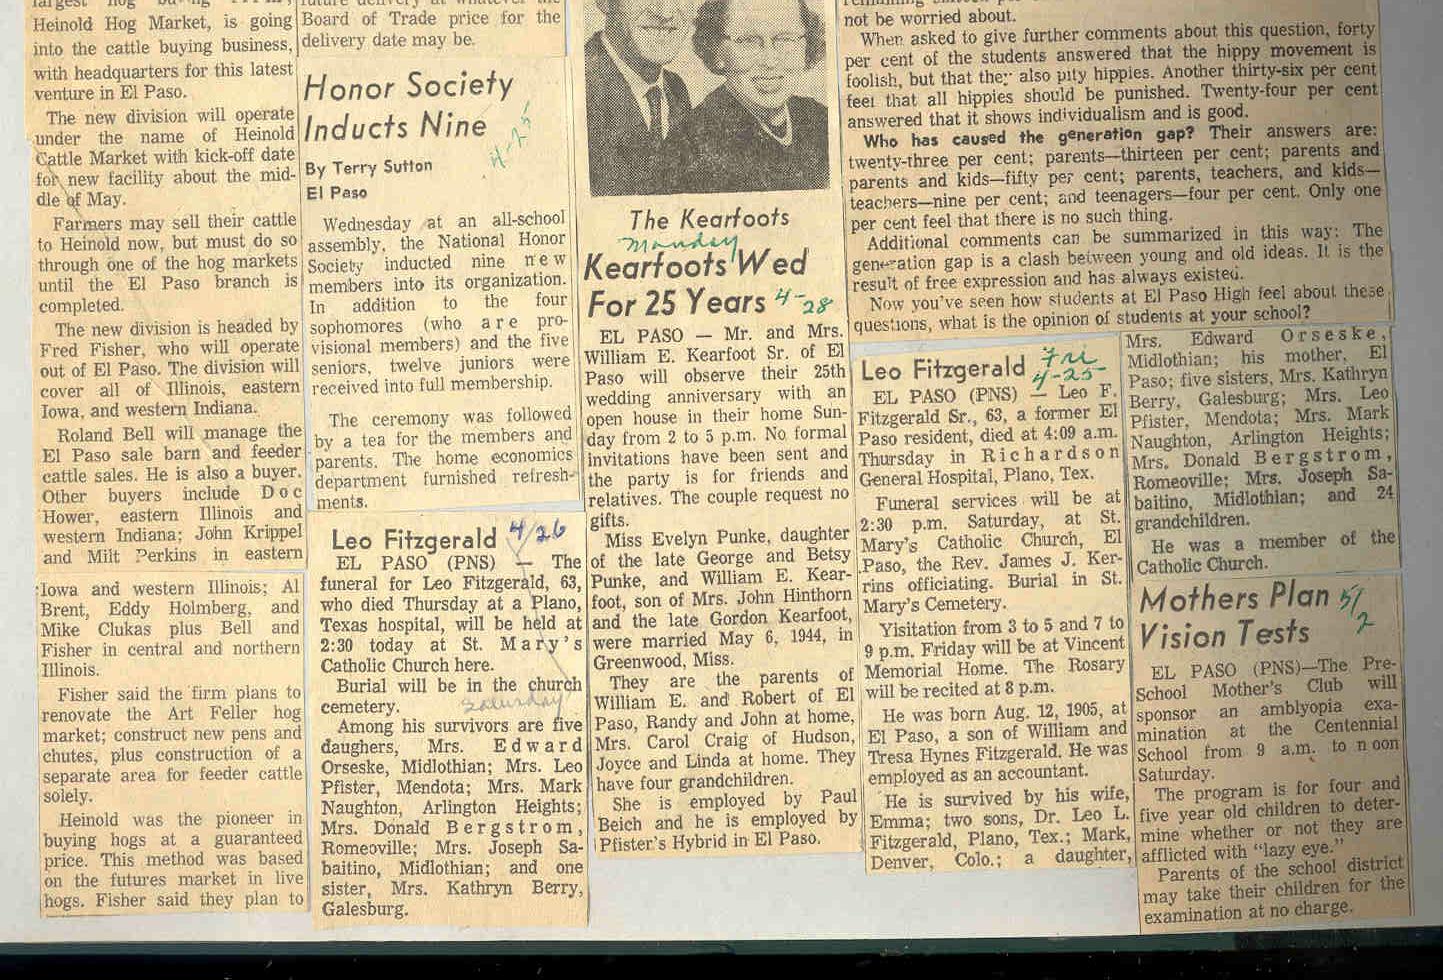 Heinold Hog Market, is going
into the cattle buying business,
with headquarters for this latest
venture in El Paso.
The new division will operate
under the name of Heinold
Cattle Market with kick-off date
for new facility about the mid-
dle of May.
Farmers may sell their cattle
to Heinold now, but must do so
through one of the hog markets
until the El Paso branch is
completed.
The new division is headed by
Fred Fisher, who will operate
out of El Paso. The division will
cover all of Illinois, eastern
Iowa, and western Indiana.
Roland Bell will manage the
El Paso sale barn and feeder
cattle sales. He is also a buyer.
Other buyers include Doc
Hower, eastern Illinois and
western Indiana; John Krippel
and Milt Perkins in eastern
Iowa and western Illinois; Al
Brent, Eddy Holmberg, and
Mike Clukas plus Bell and
Fisher in central and northern
Illinois.
Fisher said the firm plans to
renovate the Art Feller hog
market; construct new pens and
chutes, plus construction of a
separate area for feeder cattle
solely.
Heinold was the pioneer in
buying hogs at a guaranteed
price. This method was based
on the futures market in live
hogs. Fisher said they plan to
Board of Trade price for the
delivery date may be.
Honor Society
Inducts Nine
4-25
By Terry Sutton
El Paso
Wednesday at an all-school
assembly, the National Honor
Society inducted nine new
members into its organization.
In addition to the four
sophomores (who are pro-
visional members) and the five
seniors, twelve juniors were
received into full membership.
The ceremony was followed
by a tea for the members and
parents. The home economics
department furnished refresh-
ments.
Leo Fitzgerald 4/26
EL PASO (PNS) — The
funeral for Leo Fitzgerald, 63,
who died Thursday at a Plano,
Texas hospital, will be held at
2:30 today at St. Mary's
Catholic Church here.
Burial will be in the church
cemetery.
Saturday
Among his survivors are five
daughers, Mrs. Edward
Orseske, Midlothian; Mrs. Leo
Pfister, Mendota; Mrs. Mark
Naughton, Arlington Heights;
Mrs. Donald Bergstrom,
Romeoville; Mrs. Joseph Sa-
baitino, Midlothian; and one
sister, Mrs. Kathryn Berry,
Galesburg.
The Kearfoots
Monday
Kearfoots Wed
For 25 Years 4-28
EL PASO — Mr. and Mrs.
William E. Kearfoot Sr. of El
Paso will observe their 25th
wedding anniversary with an
open house in their home Sun-
day from 2 to 5 p.m. No formal
invitations have been sent and
the party is for friends and
relatives. The couple request no
gifts.
Miss Evelyn Punke, daughter
of the late George and Betsy
Punke, and William E. Kear-
foot, son of Mrs. John Hinthorn
and the late Gordon Kearfoot,
were married May 6, 1944, in
Greenwood, Miss.
They are the parents of
William E. and Robert of El
Paso, Randy and John at home,
Mrs. Carol Craig of Hudson,
Joyce and Linda at home. They
have four grandchildren.
She is employed by Paul
Beich and he is employed by
Pfister's Hybrid in El Paso.
not be worried about.
When asked to give further comments about this question, forty
per cent of the students answered that the hippy movement is
foolish, but that they also pity hippies. Another thirty-six per cent
feel that all hippies should be punished. Twenty-four per cent
answered that it shows individualism and is good.
Who has caused the generation gap? Their answers are:
twenty-three per cent; parents—thirteen per cent; parents and
parents and kids—fifty per cent; parents, teachers, and kids—
teachers—nine per cent; and teenagers—four per cent. Only one
per cent feel that there is no such thing.
Additional comments can be summarized in this way: The
generation gap is a clash between young and old ideas. It is the
result of free expression and has always existed.
Now you've seen how students at El Paso High feel about these
questions, what is the opinion of students at your school?
Leo Fitzgerald Fri
4-25-
EL PASO (PNS) — Leo F.
Fitzgerald Sr., 63, a former El
Paso resident, died at 4:09 a.m.
Thursday in Richardson
General Hospital, Plano, Tex.
Funeral services will be at
2:30 p.m. Saturday, at St.
Mary's Catholic Church, El
Paso, the Rev. James J. Ker-
rins officiating. Burial in St.
Mary's Cemetery.
Yisitation from 3 to 5 and 7 to
9 p.m. Friday will be at Vincent
Memorial Home. The Rosary
will be recited at 8 p.m.
He was born Aug. 12, 1905, at
El Paso, a son of William and
Tresa Hynes Fitzgerald. He was
employed as an accountant.
He is survived by his wife,
Emma; two sons, Dr. Leo L.
Fitzgerald, Plano, Tex.; Mark,
Denver, Colo.; a daughter,
Mrs. Edward Orseske,
Midlothian; his mother, El
Paso; five sisters, Mrs. Kathryn
Berry, Galesburg; Mrs. Leo
Pfister, Mendota; Mrs. Mark
Naughton, Arlington Heights;
Mrs. Donald Bergstrom,
Romeoville; Mrs. Joseph Sa-
baitino, Midlothian; and 24
grandchildren.
He was a member of the
Catholic Church.
Mothers Plan 5/2
Vision Tests
EL PASO (PNS)—The Pre-
School Mother's Club will
sponsor an amblyopia exa-
mination at the Centennial
School from 9 a.m. to noon
Saturday.
The program is for four and
five year old children to deter-
mine whether or not they are
afflicted with "lazy eye."
Parents of the school district
may take their children for the
examination at no charge.